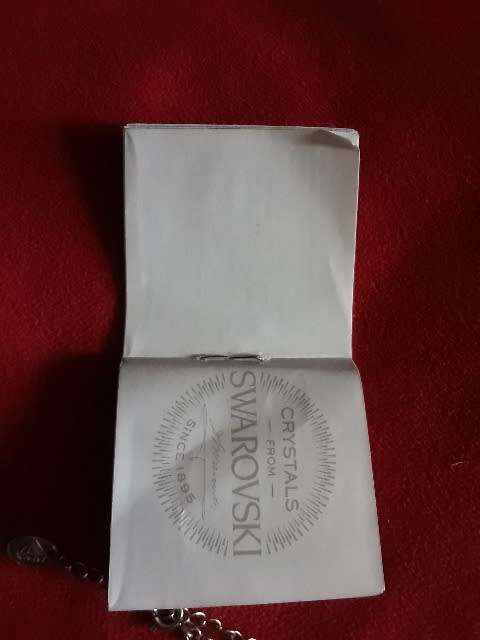 CRYSTALS
— FROM —
SWAROVSKI
SINCE 1895